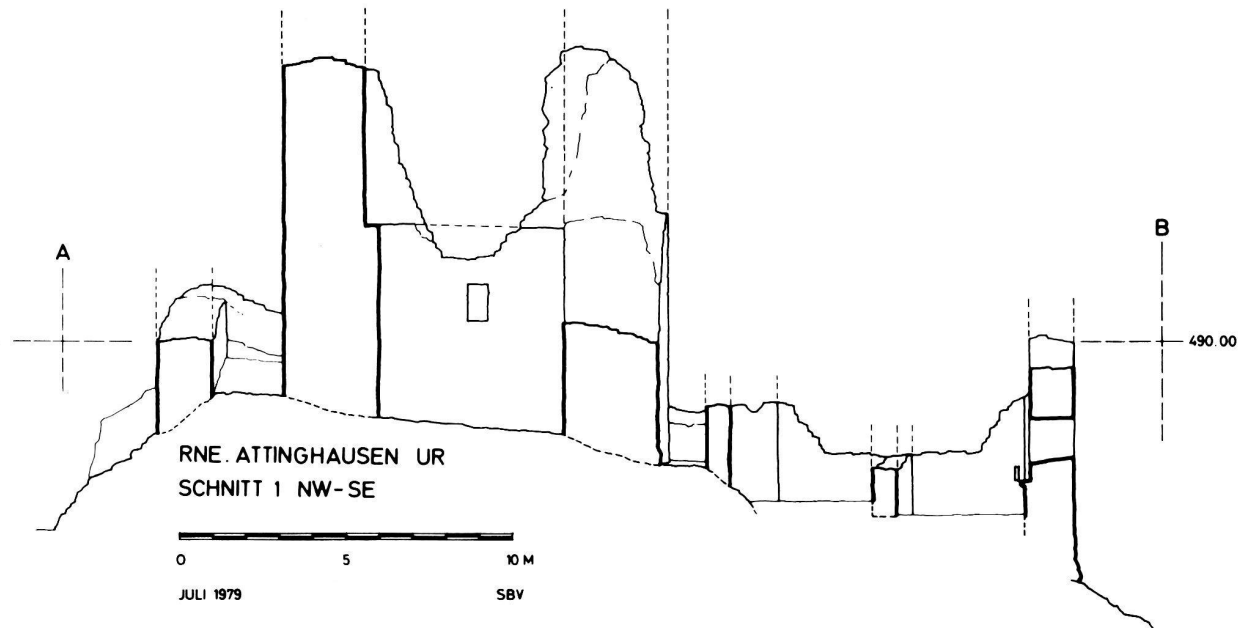 A
B
490.00
RNE. ATTINGHAUSEN UR
SCHNITT 1 NW-SE
0 5 10 M
JULI 1979 SBV